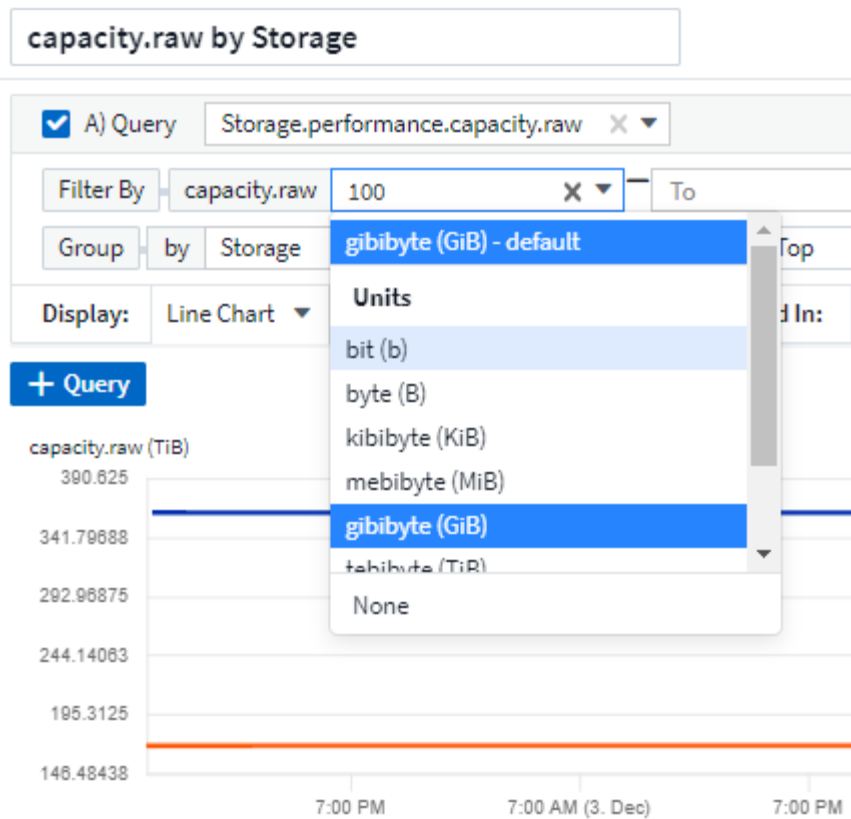 capacity.raw by Storage
A) Query Storage.performance.capacity.raw
Filter By capacity.raw 100 To
Group by Storage Top
gibibyte (GiB) - default
Units
Display: Line Chart d In:
bit (b)
byte (B)
+ Query
kibibyte (KiB)
capacity.raw (TiB)
mebibyte (MiB)
gibibyte (GiB)
tebibyte (TiB)
None
390.625
341.79688
292.96875
244.14063
195.3125
146.48438
7:00 PM 7:00 AM (3. Dec) 7:00 PM